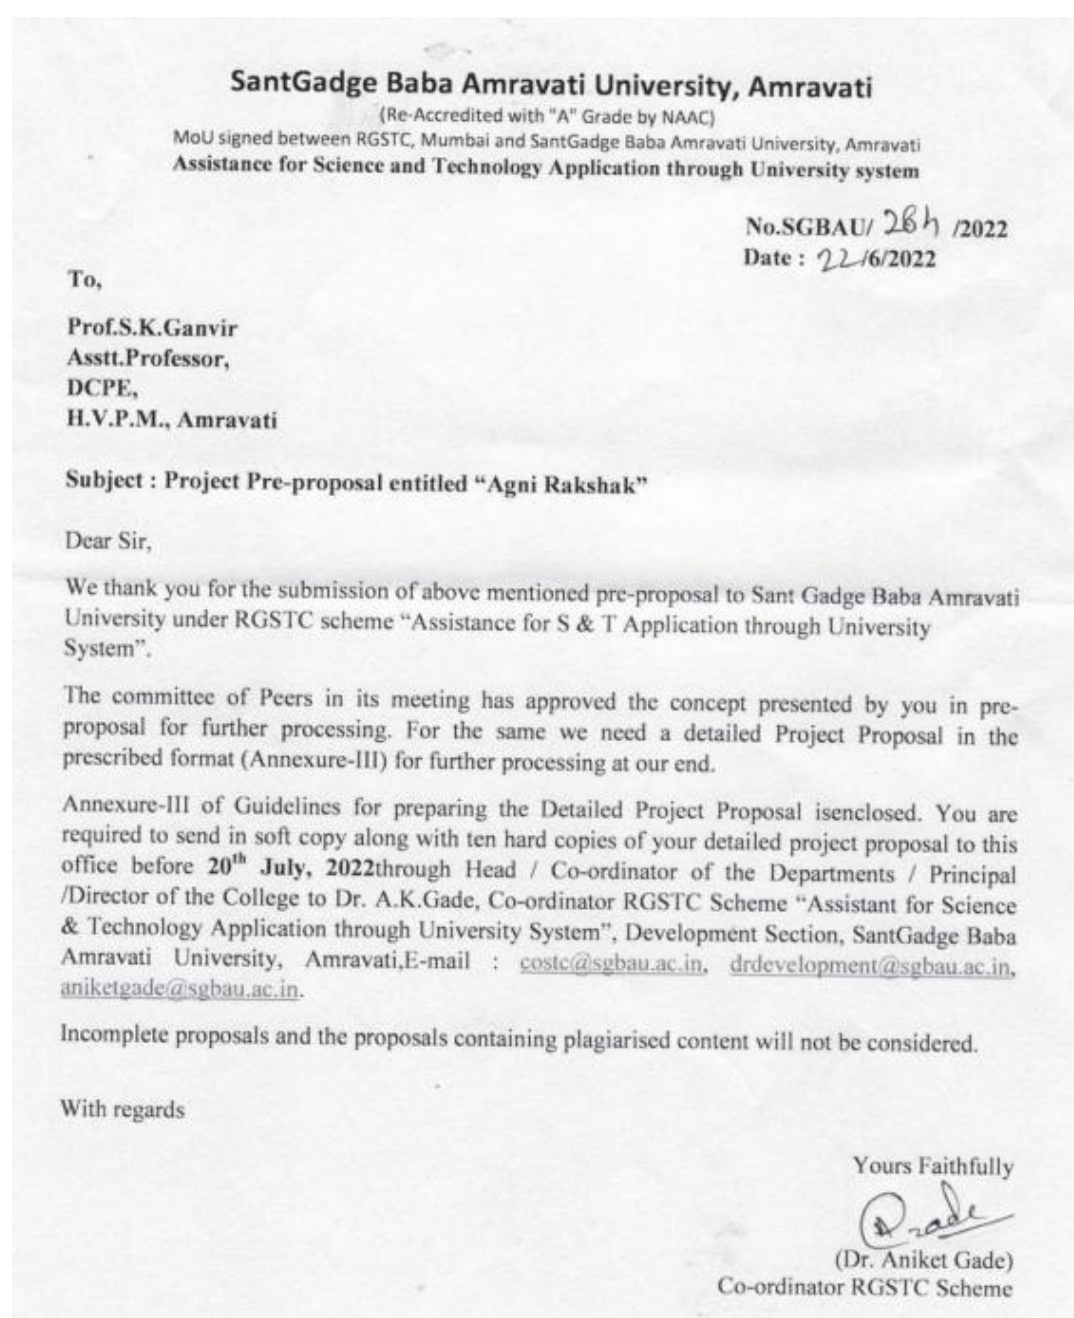 SantGadge Baba Amravati University, Amravati
(Re-Accredited with "A" Grade by NAAC)
MoU signed between RGSTC, Mumbai and SantGadge Baba Amravati University, Amravati
Assistance for Science and Technology Application through University system
No.SGBAU/ /2022
Date : 22/6/2022
To,
Prof.S.K.Ganvir
Asstt.Professor,
DCPE,
H.V.P.M., Amravati
Subject : Project Pre-proposal entitled “Agni Rakshak”
Dear Sir,
We thank you for the submission of above mentioned pre-proposal to Sant Gadge Baba Amravati
University under RGSTC scheme “Assistance for S & T Application through University
System”.
The committee of Peers in its meeting has approved the concept presented by you in pre-
proposal for further processing. For the same we need a detailed Project Proposal in the
prescribed format (Annexure-III) for further processing at our end.
Annexure-III of Guidelines for preparing the Detailed Project Proposal isenclosed. You are
required to send in soft copy along with ten hard copies of your detailed project proposal to this
office before 20th July, 2022through Head / Co-ordinator of the Departments / Principal
/Director of the College to Dr. A.K.Gade, Co-ordinator RGSTC Scheme “Assistant for Science
& Technology Application through University System”, Development Section, SantGadge Baba
Amravati University, Amravati,E-mail : costc@sgbau.ac.in, drdevelopment@sgbau.ac.in,
aniketgade@sgbau.ac.in.
Incomplete proposals and the proposals containing plagiarised content will not be considered.
With regards
Yours Faithfully
(Dr. Aniket Gade)
Co-ordinator RGSTC Scheme